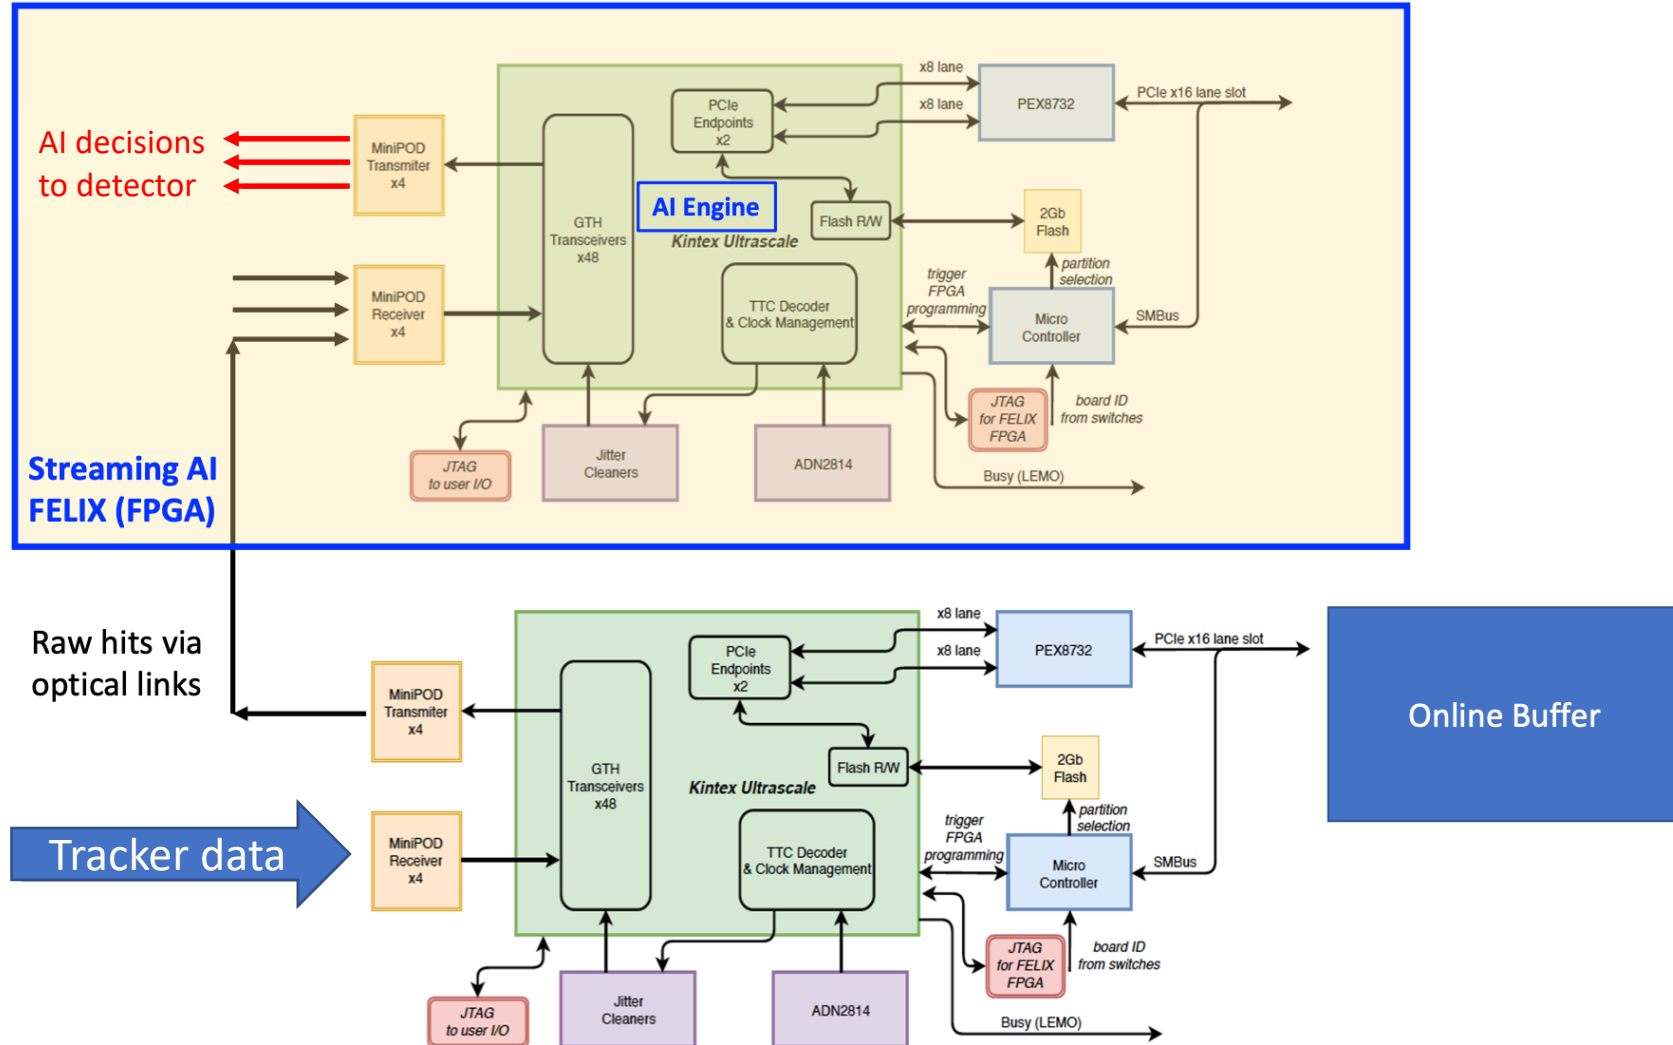 AI decisions
to detector
MiniPOD
Transmiter
x4
MiniPOD
Receiver
x4
GTH
Transceivers
x48
PCIe
Endpoints
x2
AI Engine
Kintex Ultrascale
Flash R/W
TTC Decoder
& Clock Management
x8 lane
x8 lane
PEX8732
PCIe x16 lane slot
2Gb
Flash
partition
selection
trigger
FPGA
programming
Micro
Controller
SMBus
JTAG
for FELIX
FPGA
board ID
from switches
Busy (LEMO)
JTAG
to user I/O
Jitter
Cleaners
ADN2814
Streaming AI
FELIX (FPGA)
Raw hits via
optical links
Tracker data
MiniPOD
Transmiter
x4
MiniPOD
Receiver
x4
GTH
Transceivers
x48
PCIe
Endpoints
x2
Kintex Ultrascale
Flash R/W
TTC Decoder
& Clock Management
x8 lane
x8 lane
PEX8732
PCIe x16 lane slot
2Gb
Flash
partition
selection
trigger
FPGA
programming
Micro
Controller
SMBus
JTAG
for FELIX
FPGA
board ID
from switches
Busy (LEMO)
JTAG
to user I/O
Jitter
Cleaners
ADN2814
Online Buffer